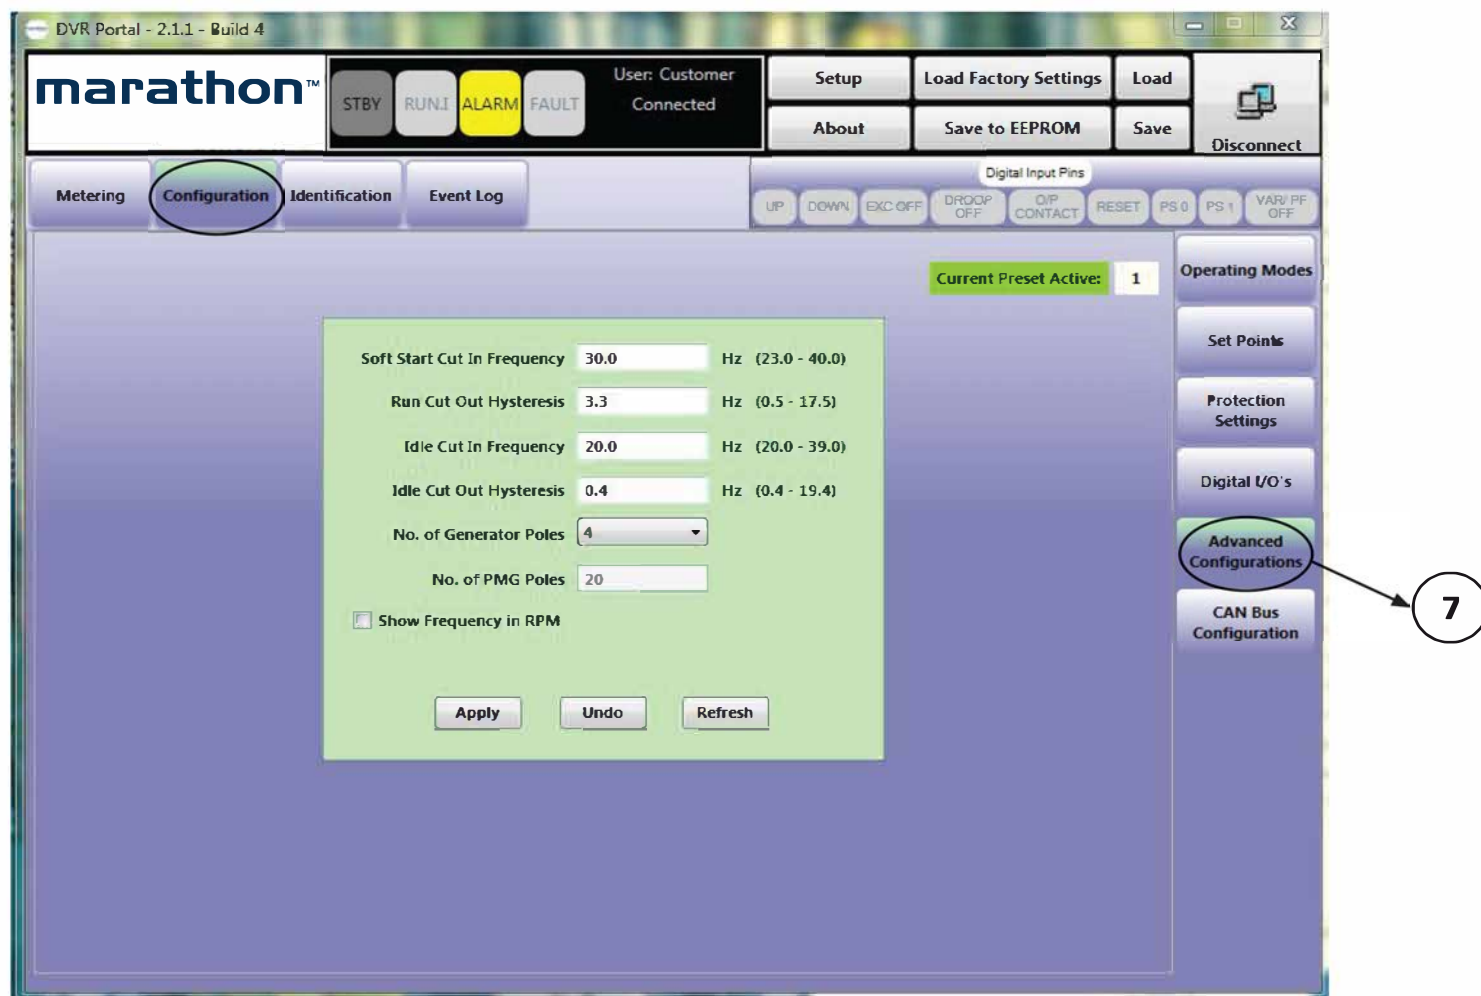 DVR Portal - 2.1.1 - Build 4
marathon™
STBY RUN.I ALARM FAULT
User: Customer
Connected
Setup
Load Factory Settings
Load
About
Save to EEPROM
Save
Disconnect
Metering
Configuration
Identification
Event Log
Digital Input Pins
UP
DOWN
EXC OFF
DROOP
OFF
O/P
CONTACT
RESET
PS 0
PS 1
VAR/ PF
OFF
Current Preset Active: 1
Soft Start Cut In Frequency 30.0 Hz (23.0 - 40.0)
Run Cut Out Hysteresis 3.3 Hz (0.5 - 17.5)
Idle Cut In Frequency 20.0 Hz (20.0 - 39.0)
Idle Cut Out Hysteresis 0.4 Hz (0.4 - 19.4)
No. of Generator Poles 4
No. of PMG Poles 20
Show Frequency in RPM
Apply Undo Refresh
Operating Modes
Set Points
Protection
Settings
Digital I/O's
Advanced
Configurations
CAN Bus
Configuration
7